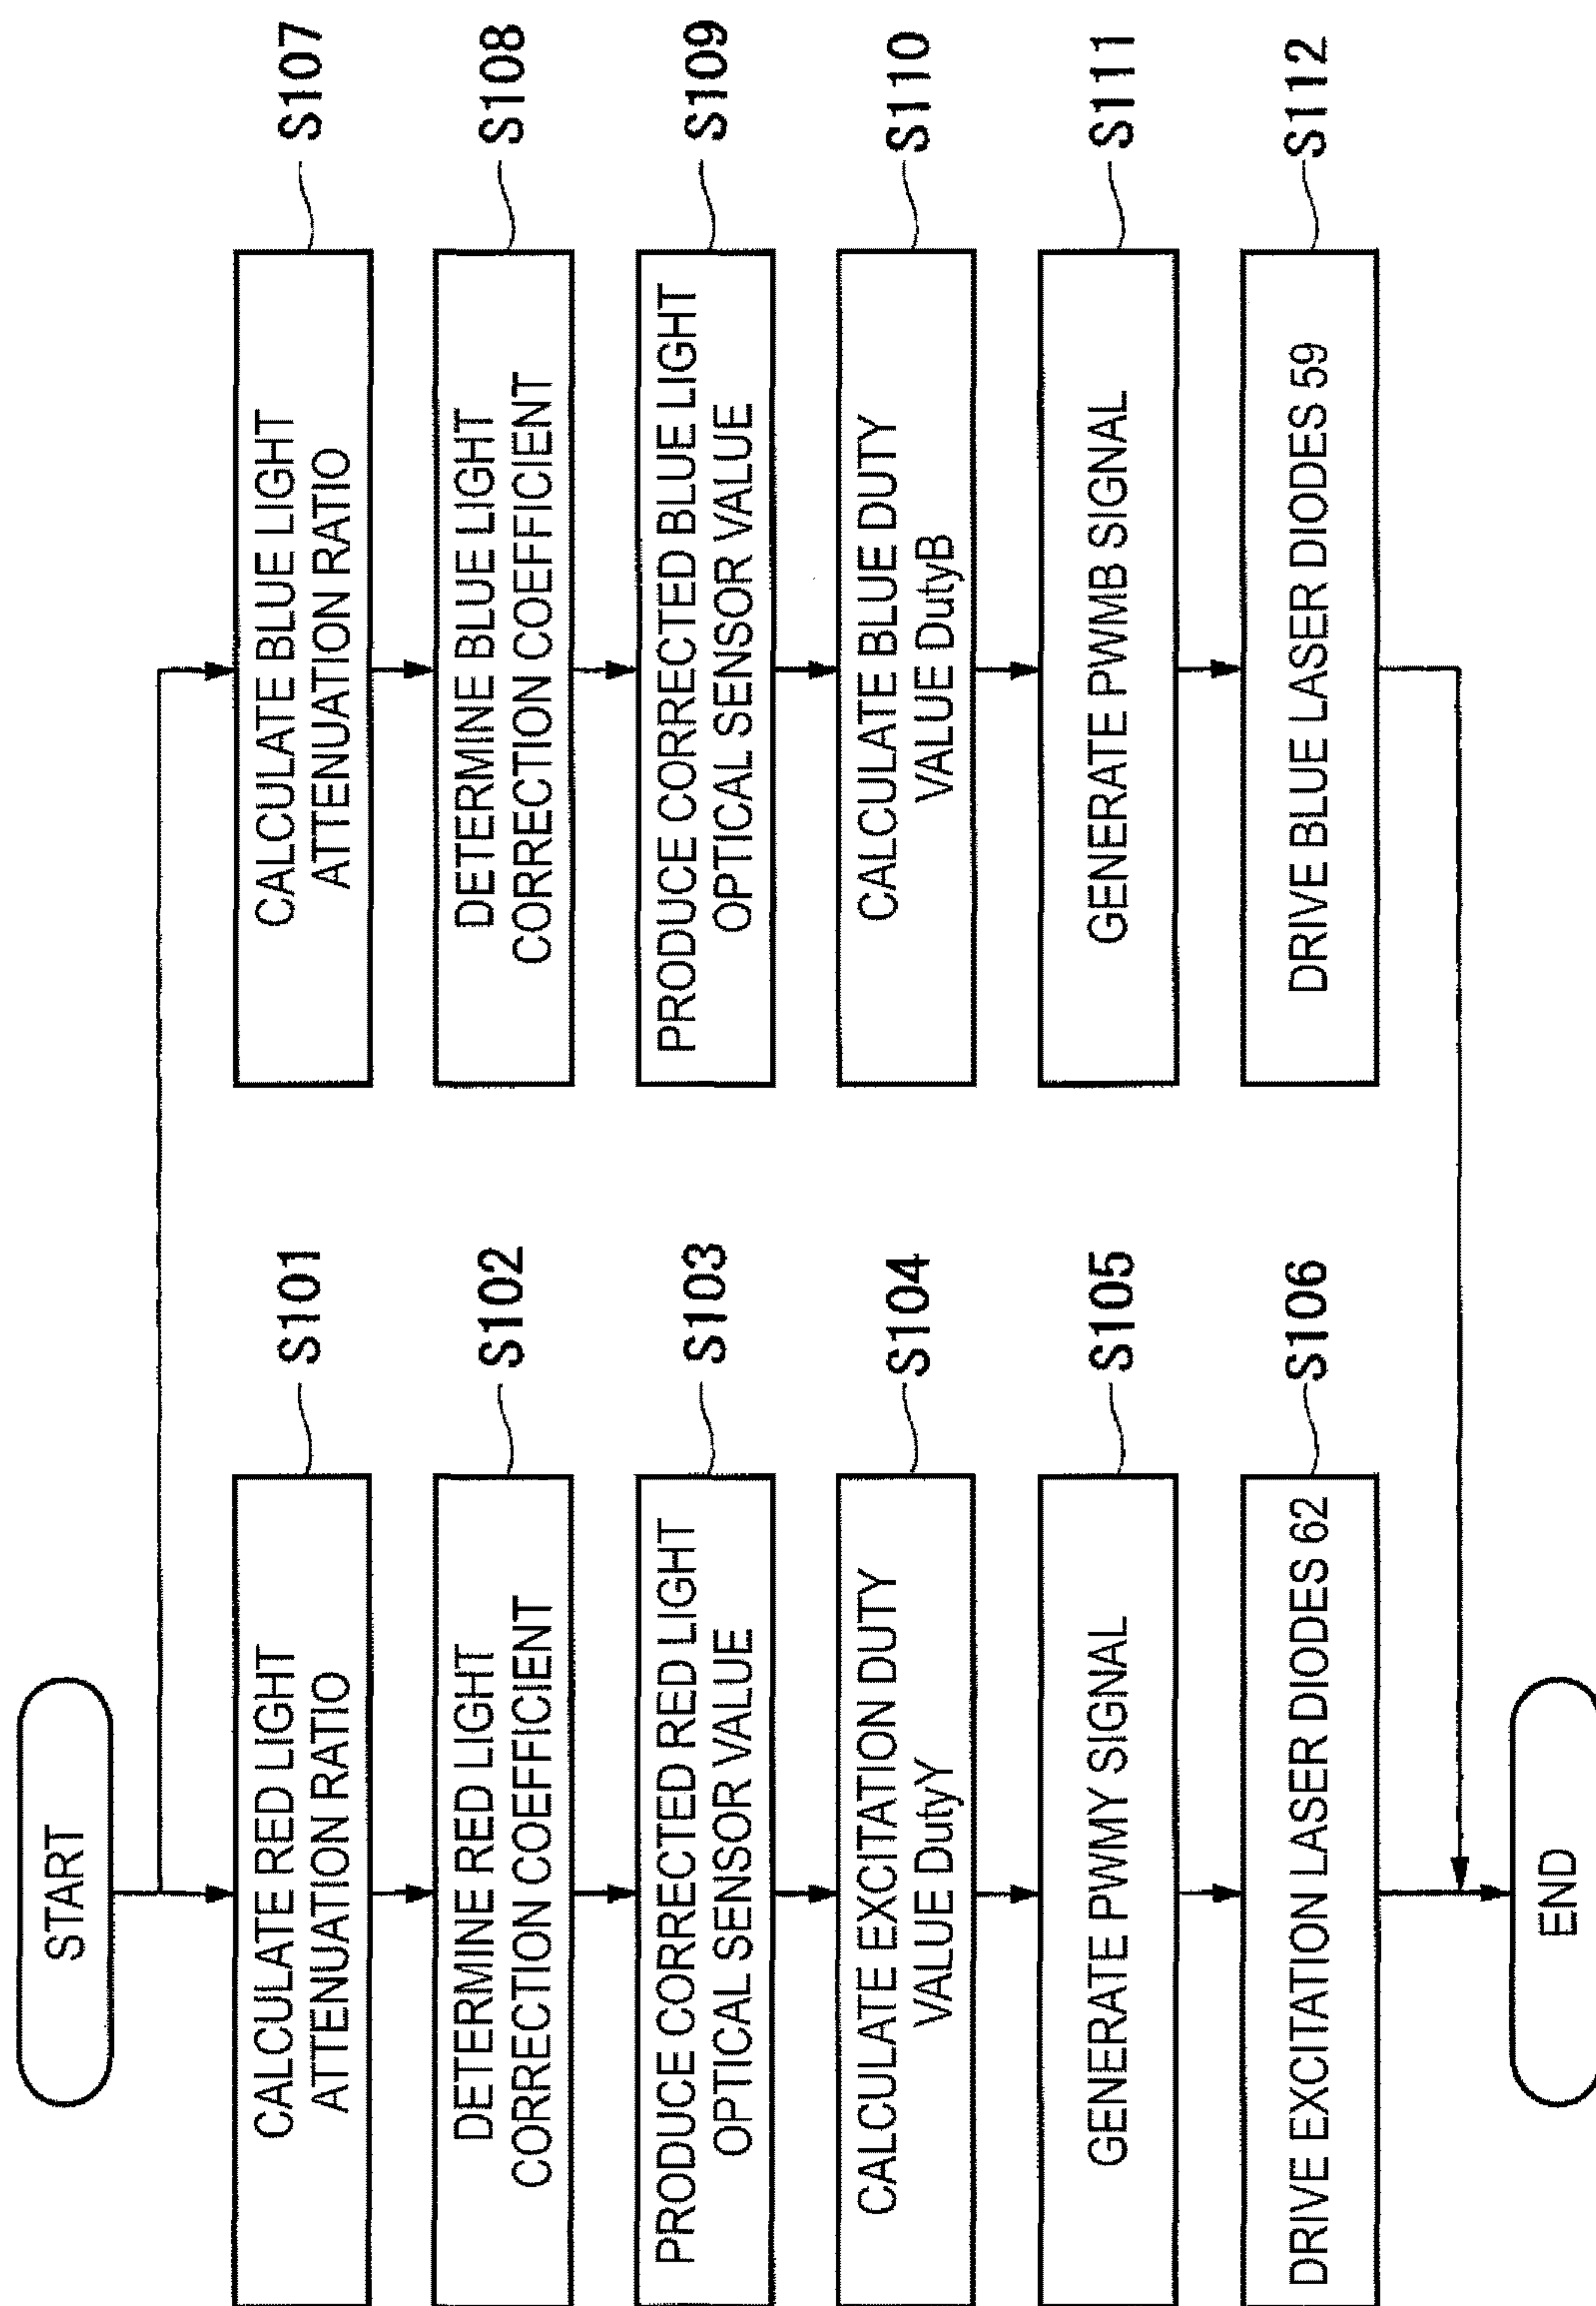 START
CALCULATE RED LIGHT
ATTENUATION RATIO
S101
DETERMINE RED LIGHT
CORRECTION COEFFICIENT
S102
PRODUCE CORRECTED RED LIGHT
OPTICAL SENSOR VALUE
S103
CALCULATE EXCITATION DUTY
VALUE DutyY
S104
GENERATE PWMY SIGNAL
S105
DRIVE EXCITATION LASER DIODES 62
S106
CALCULATE BLUE LIGHT
ATTENUATION RATIO
S107
DETERMINE BLUE LIGHT
CORRECTION COEFFICIENT
S108
PRODUCE CORRECTED BLUE LIGHT
OPTICAL SENSOR VALUE
S109
CALCULATE BLUE DUTY
VALUE DutyB
S110
GENERATE PWMB SIGNAL
S111
DRIVE BLUE LASER DIODES 59
S112
END